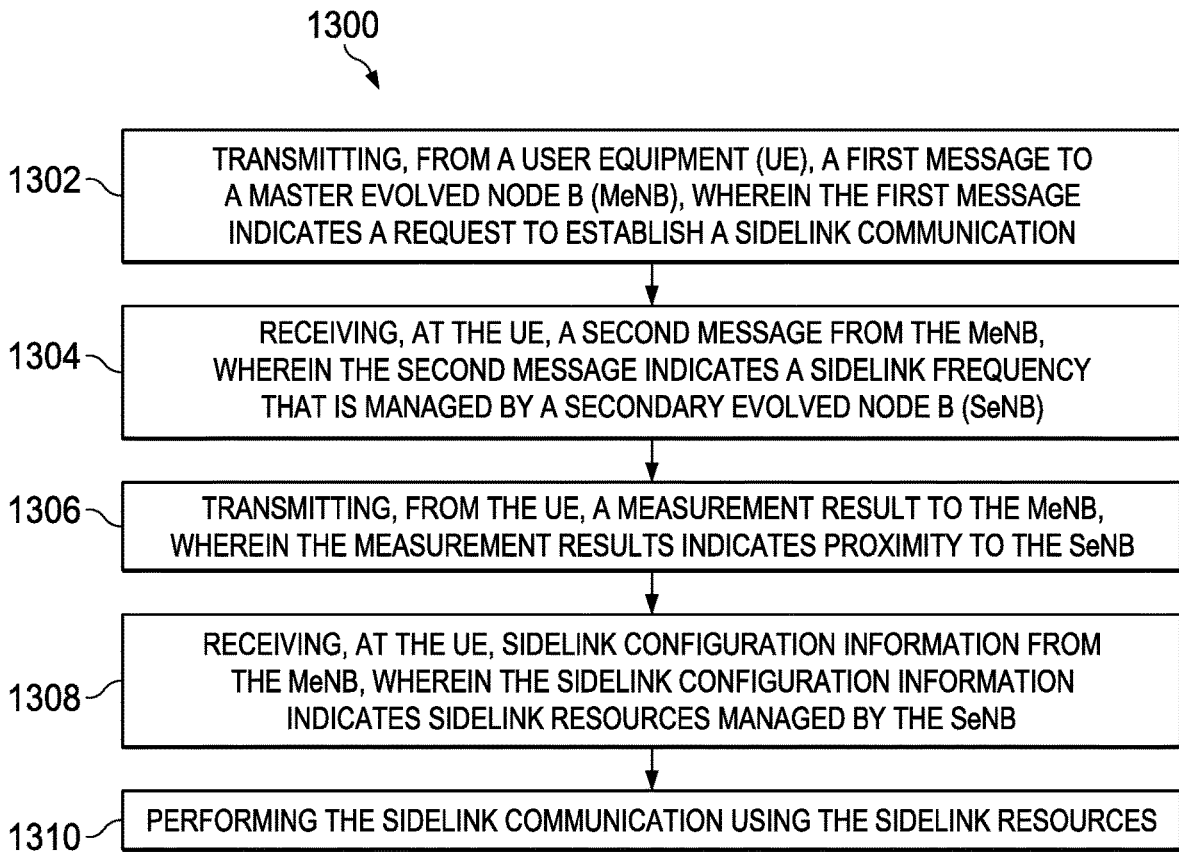 1300
1302
TRANSMITTING, FROM A USER EQUIPMENT (UE), A FIRST MESSAGE TO
A MASTER EVOLVED NODE B (MeNB), WHEREIN THE FIRST MESSAGE
INDICATES A REQUEST TO ESTABLISH A SIDELINK COMMUNICATION
1304
RECEIVING, AT THE UE, A SECOND MESSAGE FROM THE MeNB,
WHEREIN THE SECOND MESSAGE INDICATES A SIDELINK FREQUENCY
THAT IS MANAGED BY A SECONDARY EVOLVED NODE B (SeNB)
1306
TRANSMITTING, FROM THE UE, A MEASUREMENT RESULT TO THE MeNB,
WHEREIN THE MEASUREMENT RESULTS INDICATES PROXIMITY TO THE SeNB
1308
RECEIVING, AT THE UE, SIDELINK CONFIGURATION INFORMATION FROM
THE MeNB, WHEREIN THE SIDELINK CONFIGURATION INFORMATION
INDICATES SIDELINK RESOURCES MANAGED BY THE SeNB
1310
PERFORMING THE SIDELINK COMMUNICATION USING THE SIDELINK RESOURCES